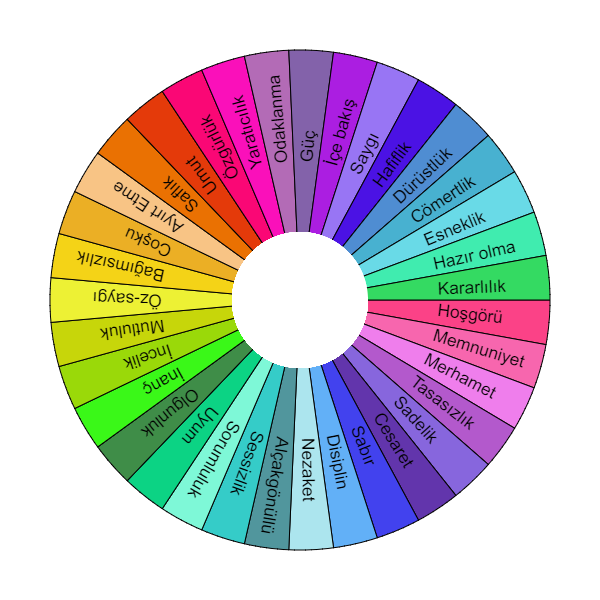 Odaklanma
Güç
İçe bakış
Saygı
Hafiflik
Dürüstlük
Cömertlik
Esneklik
Hazır olma
Kararlılık
Hoşgörü
Memnuniyet
Merhamet
Tasasızlık
Sadelik
Cesaret
Sabır
Disiplin
Nezaket
Alçakgönüllü
Sessizlik
Sorumluluk
Uyum
Olgunluk
İnanç
İncelik
Mutluluk
Öz-saygı
Bağımsızlık
Coşku
Ayırt Etme
Saflık
Umut
Özgürlük
Yaratıcılık